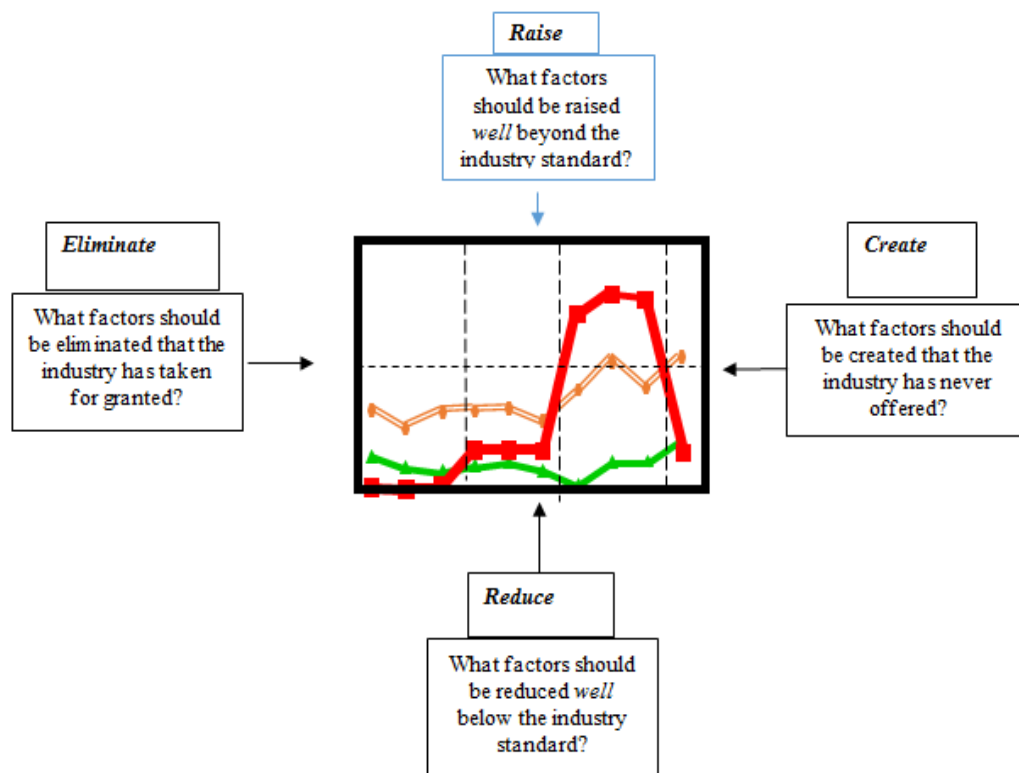 Raise
What factors
should be raised
well beyond the
industry standard?
Eliminate
What factors should
be eliminated that the
industry has taken
for granted?
Create
What factors should
be created that the
industry has never
offered?
Reduce
What factors should
be reduced well
below the industry
standard?